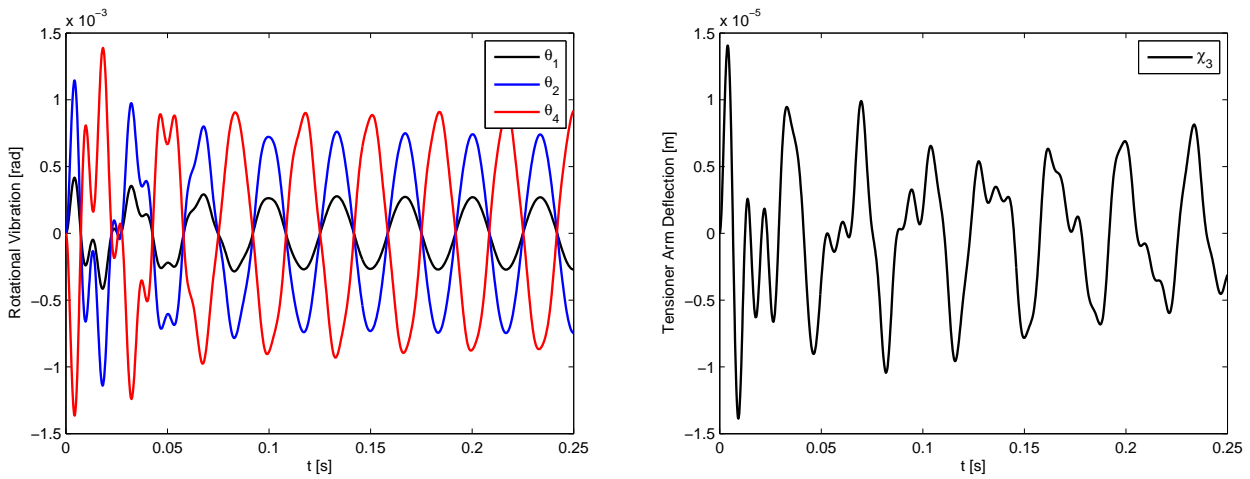 x 10⁻³
1.5
1
0.5
0
−0.5
−1
−1.5
0
0.05
0.1
0.15
0.2
0.25
t [s]
Rotational Vibration [rad]
θ₁
θ₂
θ₄
x 10⁻⁵
1.5
1
0.5
0
−0.5
−1
−1.5
0
0.05
0.1
0.15
0.2
0.25
t [s]
Tensioner Arm Deflection [m]
χ₃